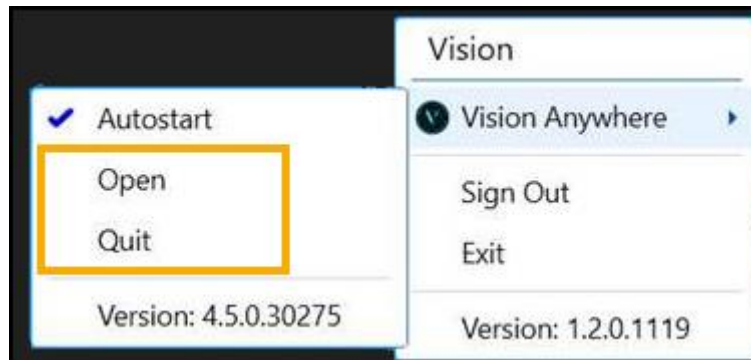 Vision
Vision Anywhere
Sign Out
Exit
Version: 1.2.0.1119
Autostart
Open
Quit
Version: 4.5.0.30275